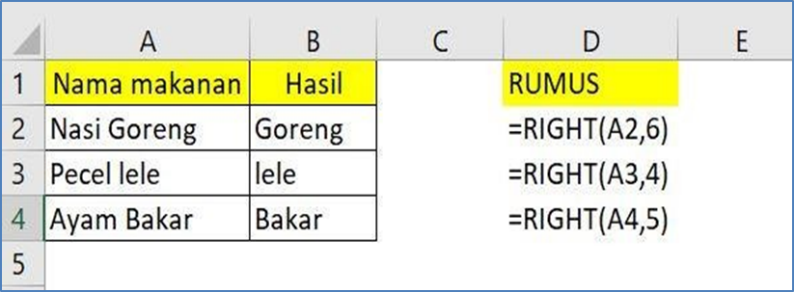 A B C D E
1 Nama makanan Hasil RUMUS
2 Nasi Goreng Goreng =RIGHT(A2,6)
3 Pecel lele lele =RIGHT(A3,4)
4 Ayam Bakar Bakar =RIGHT(A4,5)
5